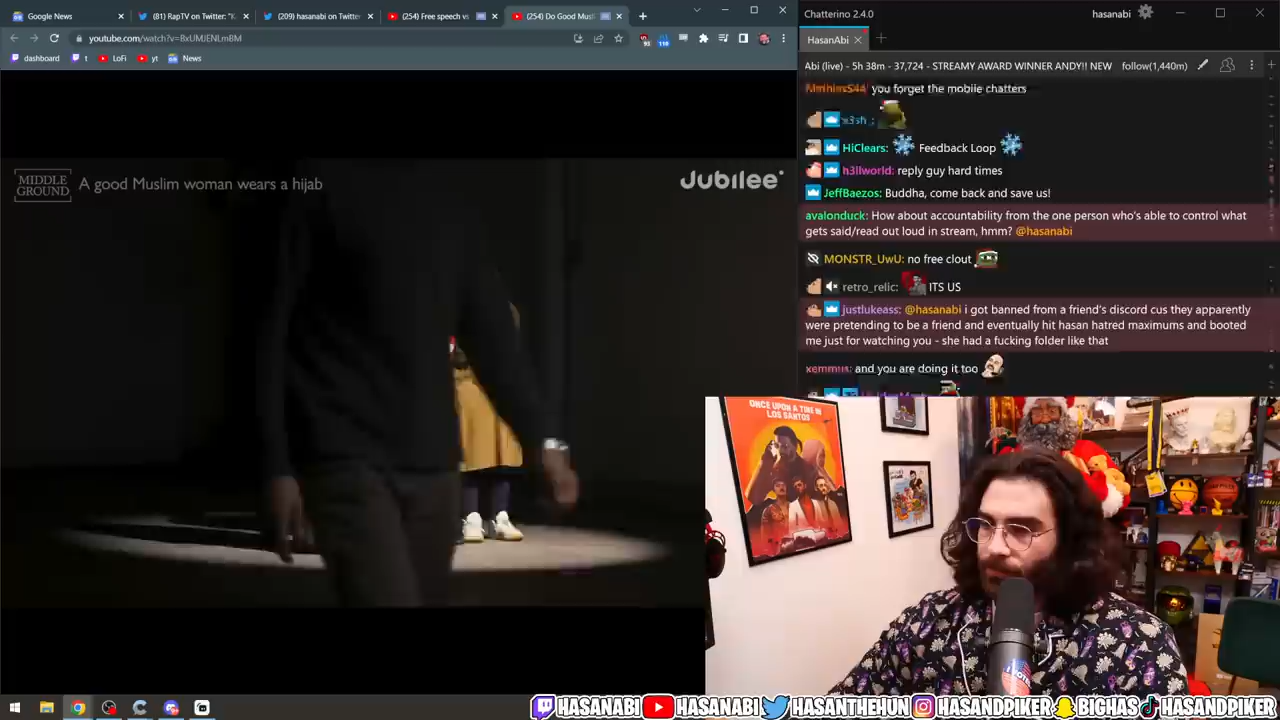 Google News
(81) RapTV on Twitter: "K
(209) hasanabi on Twitter
(254) Free speech vs
(254) Do Good Mus
youtube.com/watch?v=BxUMJENLmBM
93
110
dashboard
t
LoFi
yt
News
MIDDLE
GROUND
A good Muslim woman wears a hijab
jubilee
Chatterino 2.4.0
hasanabi
HasanAbi
Abi (live) - 5h 38m - 37,724 - STREAMY AWARD WINNER ANDY!! NEW
follow(1,440m)
you forget the mobile chatters
HiClears: Feedback Loop
h3llworld: reply guy hard times
JeffBaezos: Buddha, come back and save us!
avalonduck: How about accountability from the one person who's able to control what
gets said/read out loud in stream, hmm? @hasanabi
MONSTR_UwU: no free clout
retro_relic: ITS US
justlukeass: @hasanabi i got banned from a friend's discord cus they apparently
were pretending to be a friend and eventually hit hasan hatred maximums and booted
me just for watching you - she had a fucking folder like that
xemmus: and you are doing it too
ONCE UPON A TIME IN
LOS SANTOS
I VOTED
HASANABI
HASANABI
HASANTHEHUN
HASANDPIKER
BIGHAS
HASANDPIKER